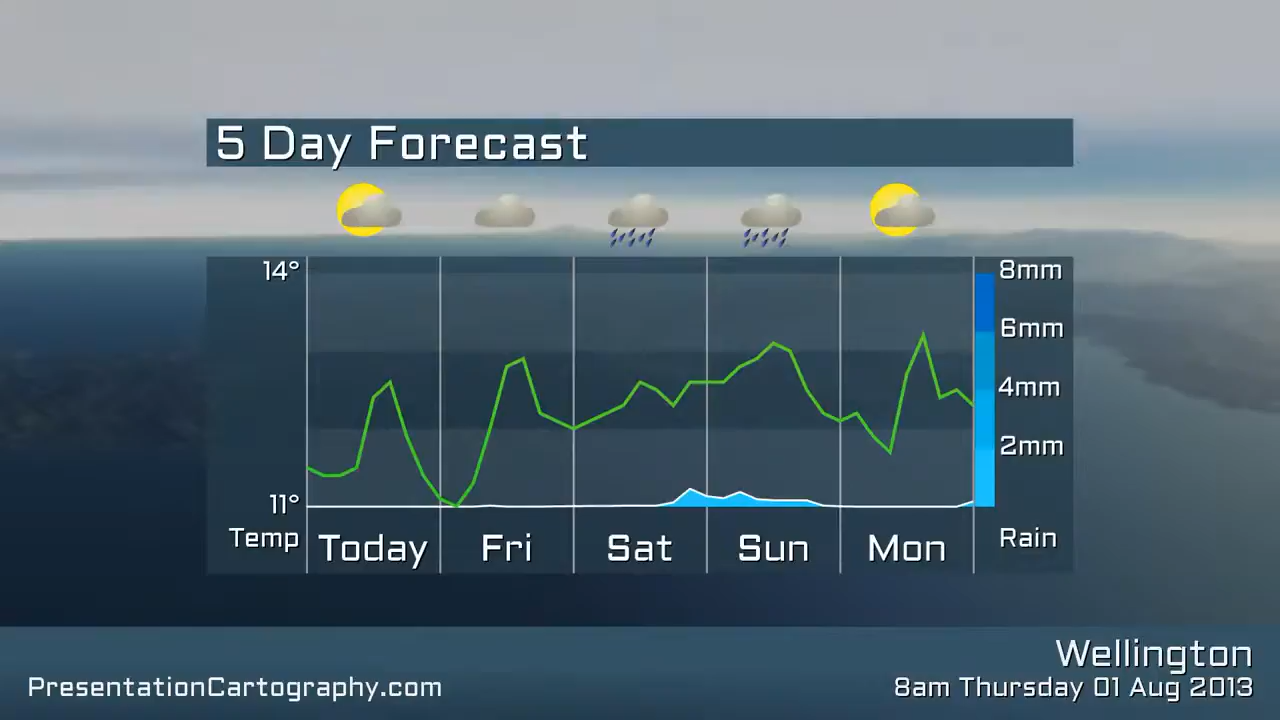 5 Day Forecast
14°
8mm
6mm
4mm
2mm
11°
Temp
Today
Fri
Sat
Sun
Mon
Rain
Wellington
PresentationCartography.com
8am Thursday 01 Aug 2013